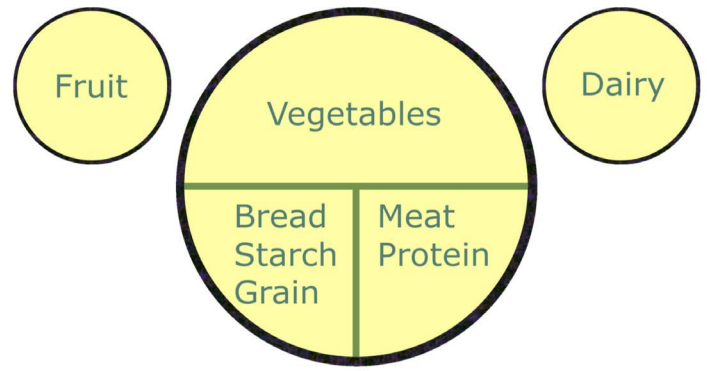 Fruit
Vegetables
Dairy
Bread
Starch
Grain
Meat
Protein